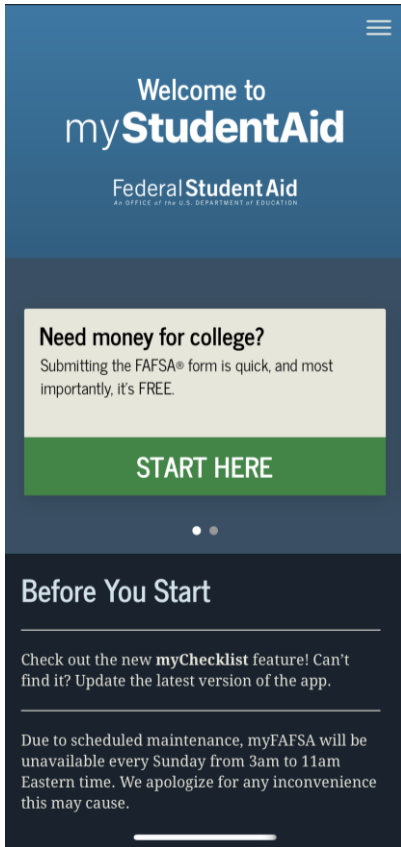 Welcome to
myStudentAid
Federal Student Aid
An OFFICE of the U.S. DEPARTMENT of EDUCATION
Need money for college?
Submitting the FAFSA® form is quick, and most
importantly, it's FREE.
START HERE
Before You Start
Check out the new myChecklist feature! Can't
find it? Update the latest version of the app.
Due to scheduled maintenance, myFAFSA will be
unavailable every Sunday from 3am to 11am
Eastern time. We apologize for any inconvenience
this may cause.